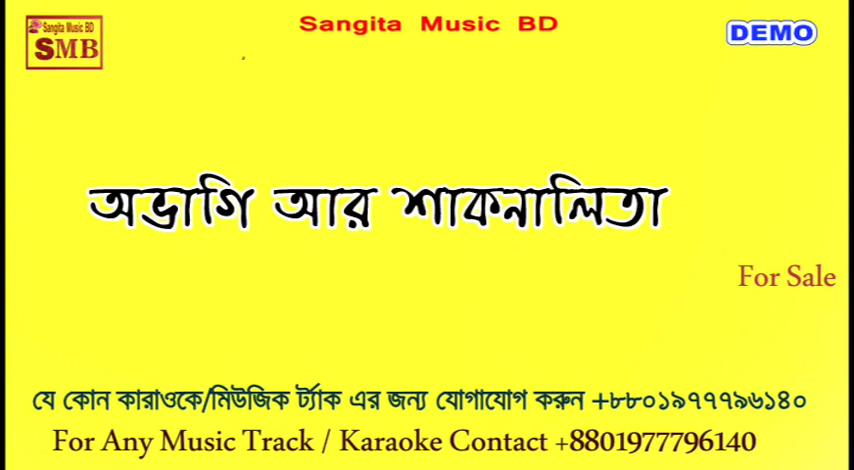 Sangita Music BD
SMB
Sangita Music BD
DEMO
অভাগি আর শাকনালিতা
For Sale
যে কোন কারাওকে/মিউজিক ট্র্যাক এর জন্য যোগাযোগ করুন +৮৮০১৯৭৭৭৯৬১৪০
For Any Music Track / Karaoke Contact +8801977796140